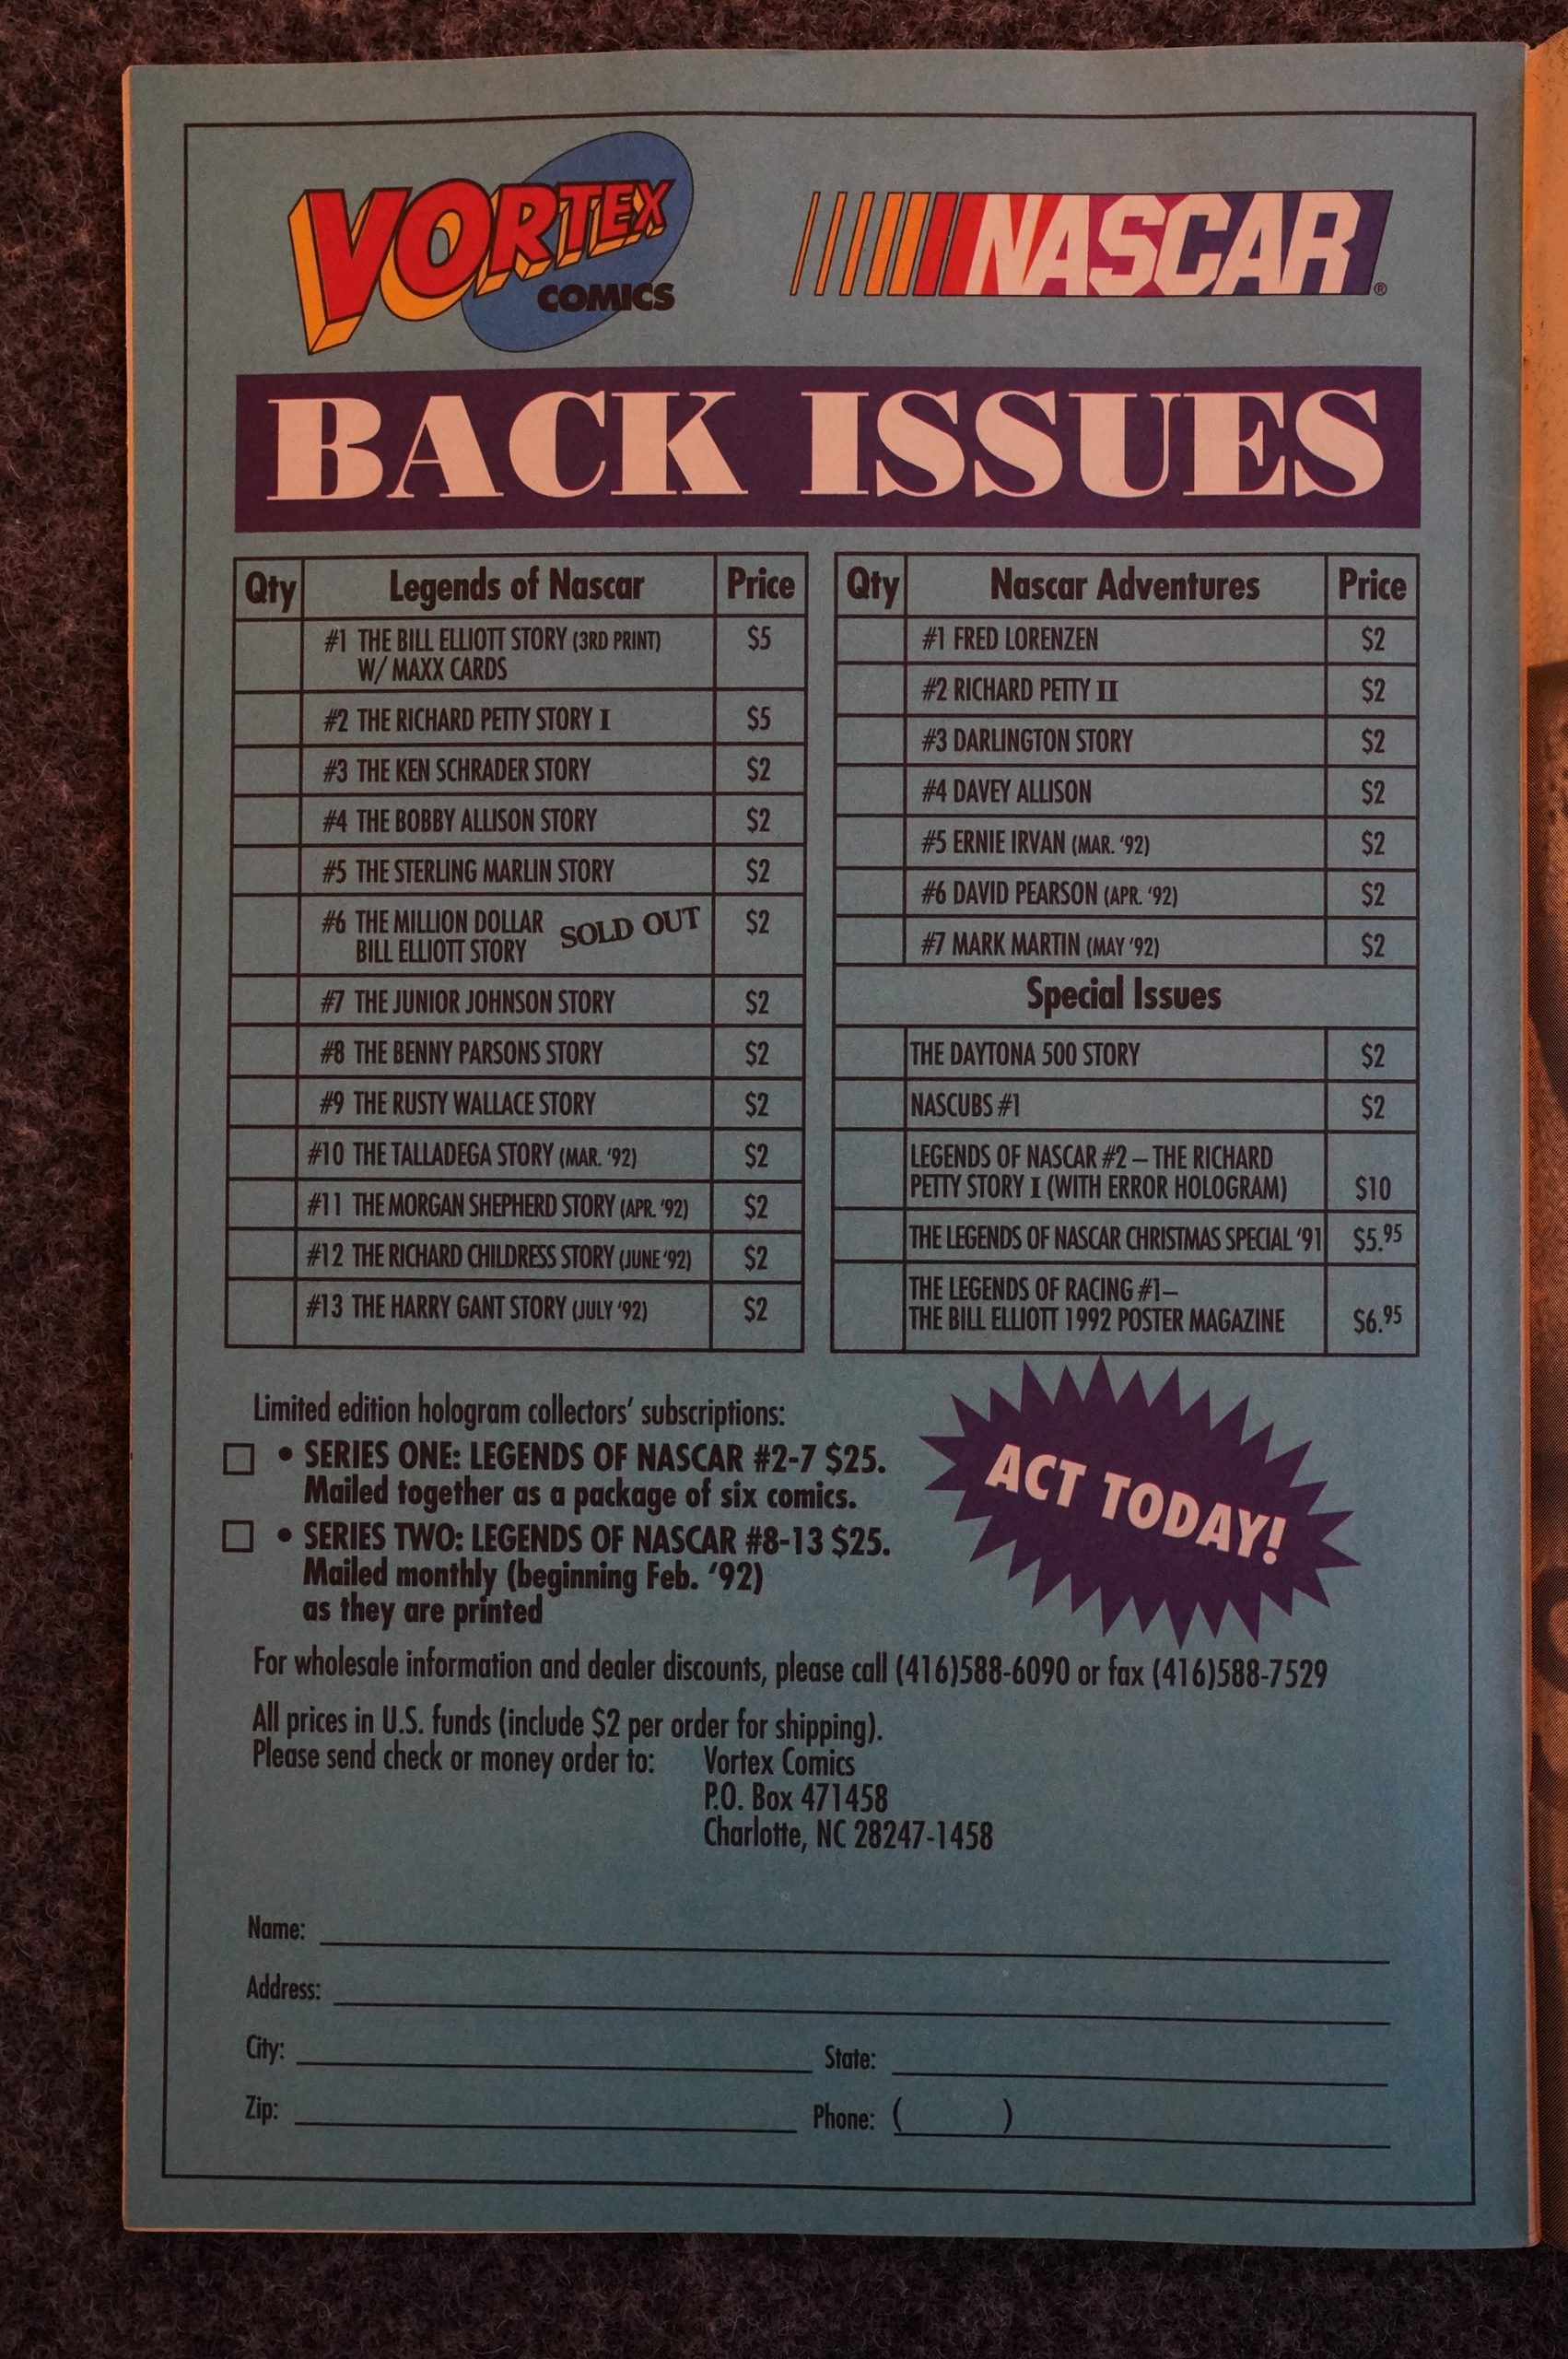 VORTEX
COMICS
NASCAR®
BACK ISSUES
Qty Legends of Nascar Price
#1 THE BILL ELLIOTT STORY (3RD PRINT) $5
W/ MAXX CARDS
#2 THE RICHARD PETTY STORY I $5
#3 THE KEN SCHRADER STORY $2
#4 THE BOBBY ALLISON STORY $2
#5 THE STERLING MARLIN STORY $2
#6 THE MILLION DOLLAR SOLD OUT $2
BILL ELLIOTT STORY
#7 THE JUNIOR JOHNSON STORY $2
#8 THE BENNY PARSONS STORY $2
#9 THE RUSTY WALLACE STORY $2
#10 THE TALLADEGA STORY (MAR. '92) $2
#11 THE MORGAN SHEPHERD STORY (APR. '92) $2
#12 THE RICHARD CHILDRESS STORY (JUNE '92) $2
#13 THE HARRY GANT STORY (JULY '92) $2
Qty Nascar Adventures Price
#1 FRED LORENZEN $2
#2 RICHARD PETTY II $2
#3 DARLINGTON STORY $2
#4 DAVEY ALLISON $2
#5 ERNIE IRVAN (MAR. '92) $2
#6 DAVID PEARSON (APR. '92) $2
#7 MARK MARTIN (MAY '92) $2
Special Issues
THE DAYTONA 500 STORY $2
NASCUBS #1 $2
LEGENDS OF NASCAR #2 – THE RICHARD
PETTY STORY I (WITH ERROR HOLOGRAM) $10
THE LEGENDS OF NASCAR CHRISTMAS SPECIAL '91 $5.95
THE LEGENDS OF RACING #1–
THE BILL ELLIOTT 1992 POSTER MAGAZINE $6.95
Limited edition hologram collectors' subscriptions:
☐ • SERIES ONE: LEGENDS OF NASCAR #2-7 $25.
Mailed together as a package of six comics.
☐ • SERIES TWO: LEGENDS OF NASCAR #8-13 $25.
Mailed monthly (beginning Feb. '92)
as they are printed
ACT TODAY!
For wholesale information and dealer discounts, please call (416)588-6090 or fax (416)588-7529
All prices in U.S. funds (include $2 per order for shipping).
Please send check or money order to: Vortex Comics
P.O. Box 471458
Charlotte, NC 28247-1458
Name:
Address:
City: State:
Zip: Phone: ( )